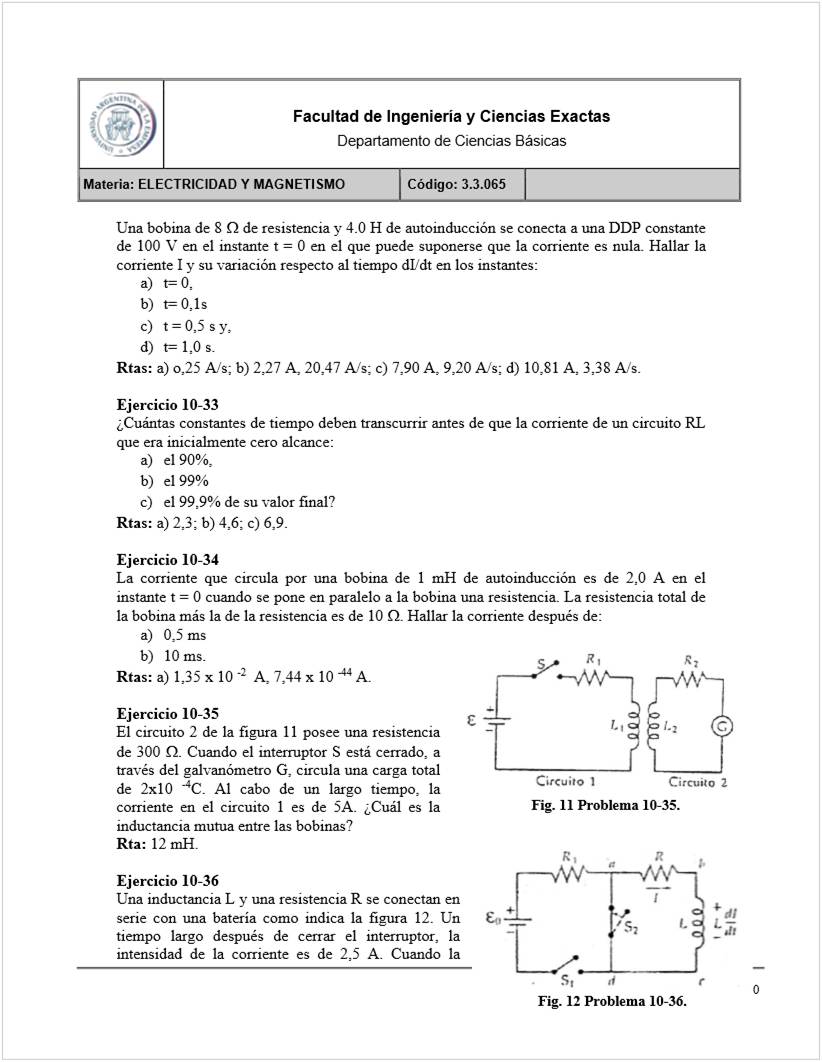 Facultad de Ingeniería y Ciencias Exactas
Departamento de Ciencias Básicas
Materia: ELECTRICIDAD Y MAGNETISMO
Código: 3.3.065
Una bobina de 8 Ω de resistencia y 4.0 H de autoinducción se conecta a una DDP constante
de 100 V en el instante t = 0 en el que puede suponerse que la corriente es nula. Hallar la
corriente I y su variación respecto al tiempo dI/dt en los instantes:
a) t= 0,
b) t= 0,1s
c) t = 0,5 s y,
d) t= 1,0 s.
Rtas: a) o,25 A/s; b) 2,27 A, 20,47 A/s; c) 7,90 A, 9,20 A/s; d) 10,81 A, 3,38 A/s.
Ejercicio 10-33
¿Cuántas constantes de tiempo deben transcurrir antes de que la corriente de un circuito RL
que era inicialmente cero alcance:
a) el 90%,
b) el 99%
c) el 99,9% de su valor final?
Rtas: a) 2,3; b) 4,6; c) 6,9.
Ejercicio 10-34
La corriente que circula por una bobina de 1 mH de autoinducción es de 2,0 A en el
instante t = 0 cuando se pone en paralelo a la bobina una resistencia. La resistencia total de
la bobina más la de la resistencia es de 10 Ω. Hallar la corriente después de:
a) 0,5 ms
b) 10 ms.
Rtas: a) 1,35 x 10 -2 A, 7,44 x 10 -44 A.
Ejercicio 10-35
El circuito 2 de la figura 11 posee una resistencia
de 300 Ω. Cuando el interruptor S está cerrado, a
través del galvanómetro G, circula una carga total
de 2x10 -4C. Al cabo de un largo tiempo, la
corriente en el circuito 1 es de 5A. ¿Cuál es la
inductancia mutua entre las bobinas?
Rta: 12 mH.
S R1 R2
ε + − L1 L2 G
Circuito 1 Circuito 2
Fig. 11 Problema 10-35.
Ejercicio 10-36
Una inductancia L y una resistencia R se conectan en
serie con una batería como indica la figura 12. Un
tiempo largo después de cerrar el interruptor, la
intensidad de la corriente es de 2,5 A. Cuando la
R1 a R b
I
ε0 + − S2 L + − L dI/dt
S1 d c
Fig. 12 Problema 10-36.
0